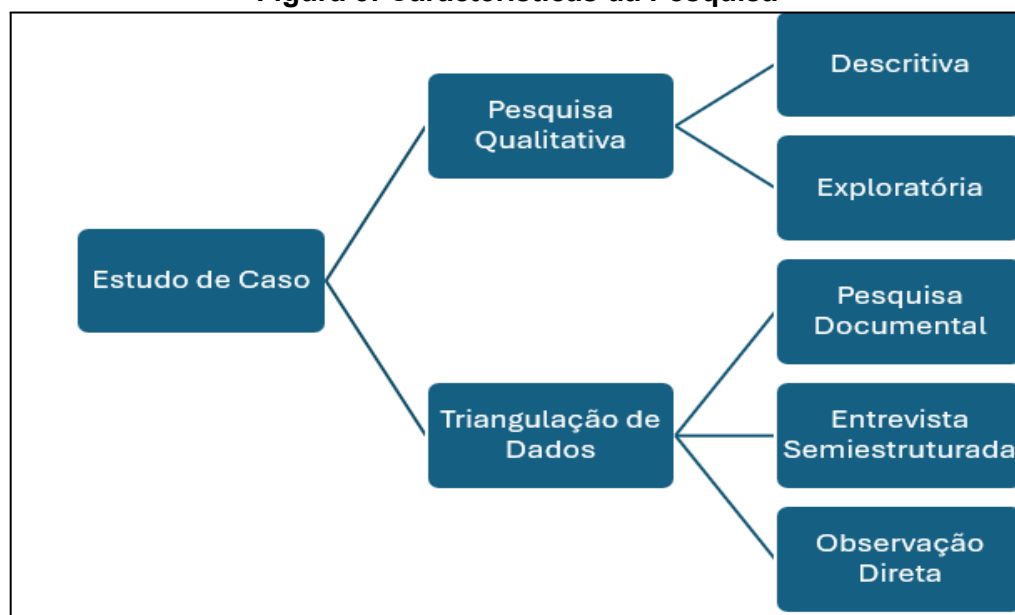 Descritiva
Pesquisa
Qualitativa
Exploratória
Estudo de Caso
Pesquisa
Documental
Triangulação de
Dados
Entrevista
Semiestruturada
Observação
Direta